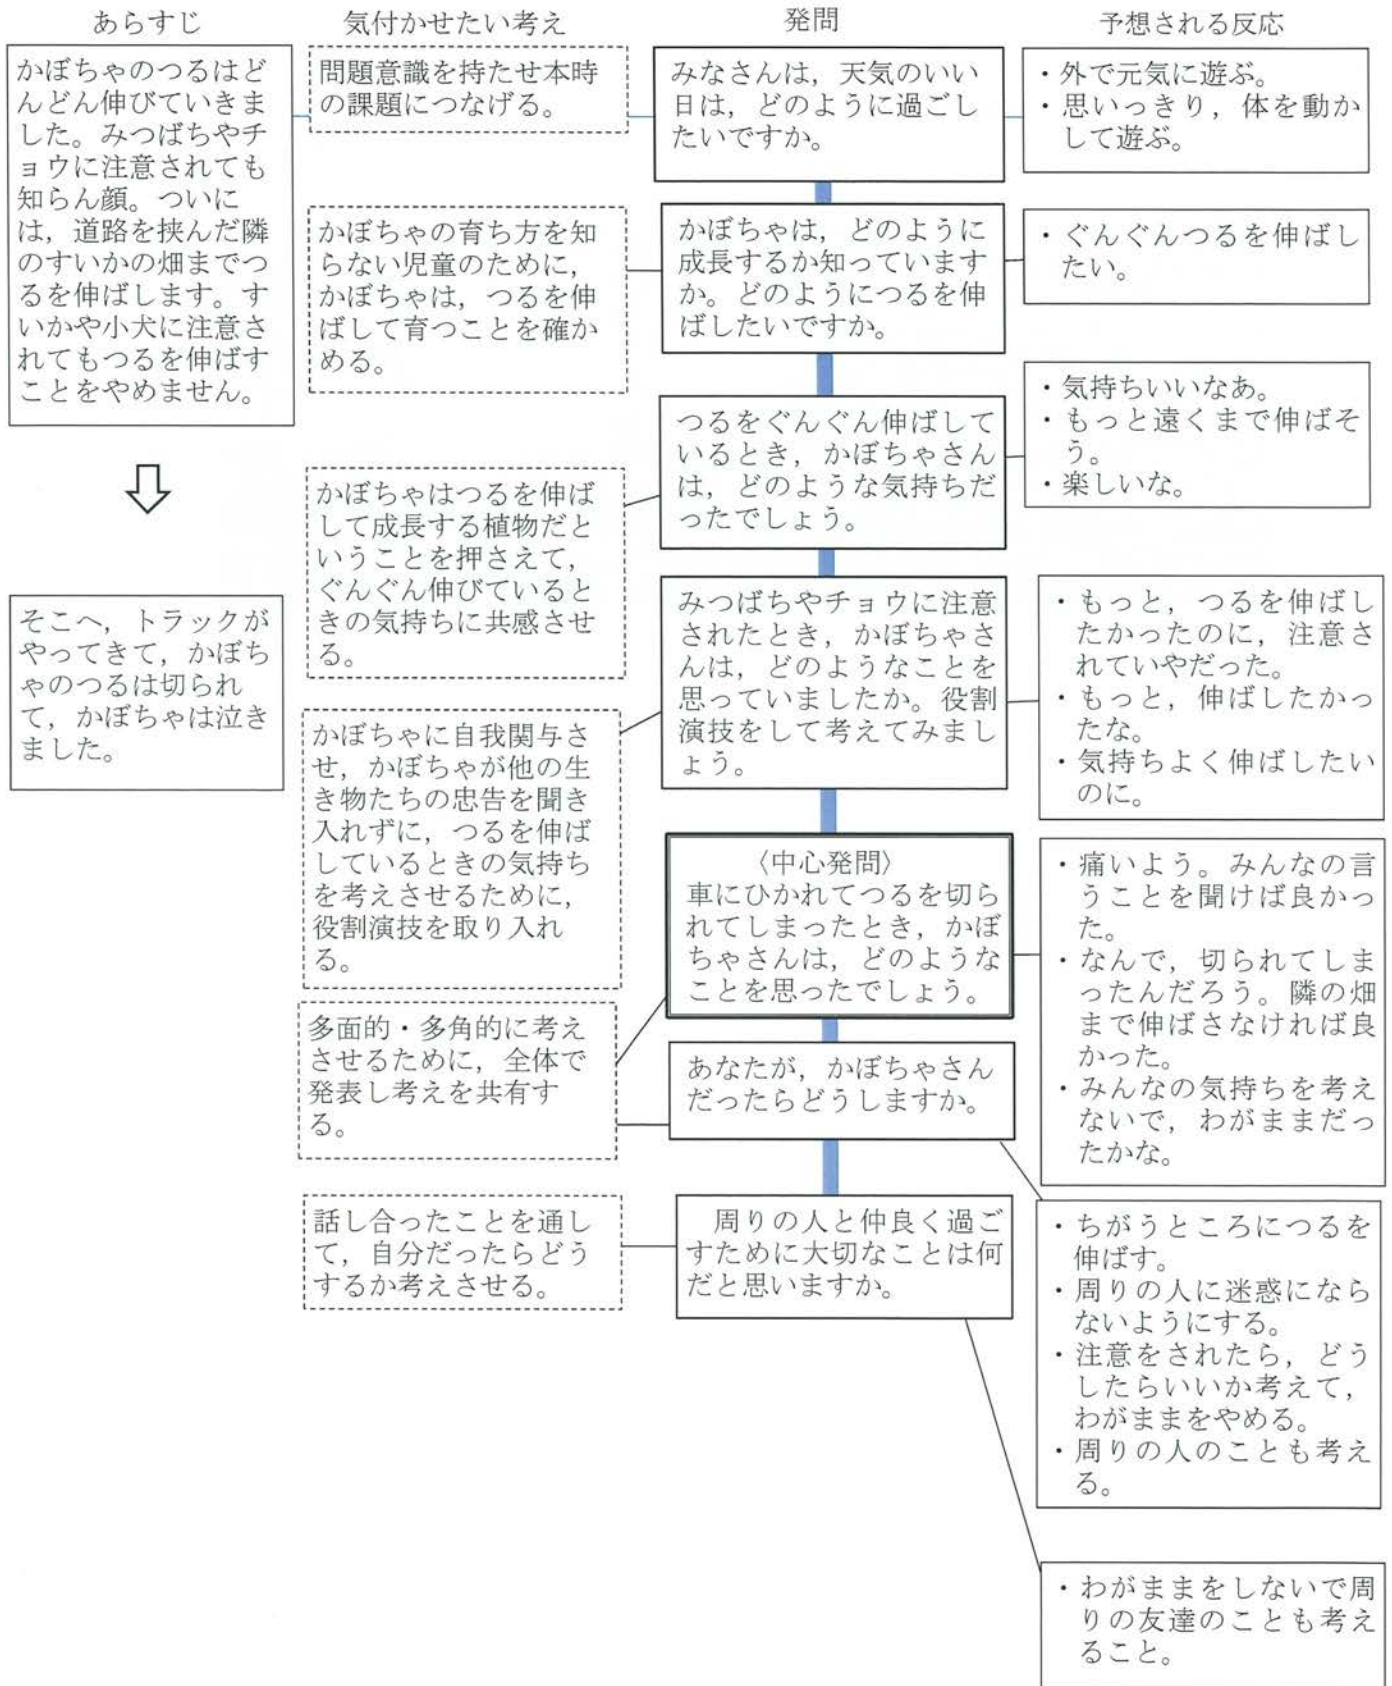 あらすじ
気付かせたい考え
発問
予想される反応
かぼちゃのつるはど
んどん伸びていきま
した。みつばちやチ
ョウに注意されても
知らん顔。ついに
は，道路を挟んだ隣
のすいかの畑までつ
るを伸ばします。す
いかや小犬に注意さ
れてもつるを伸ばす
ことをやめません。
そこへ，トラックが
やってきて，かぼち
ゃのつるは切られ
て，かぼちゃは泣き
ました。
問題意識を持たせ本時
の課題につなげる。
みなさんは，天気のいい
日は，どのように過ごし
たいですか。
・外で元気に遊ぶ。
・思いっきり，体を動か
して遊ぶ。
かぼちゃの育ち方を知
らない児童のために，
かぼちゃは，つるを伸
ばして育つことを確か
める。
かぼちゃは，どのように
成長するか知っています
か。どのようにつるを伸
ばしたいですか。
・ぐんぐんつるを伸ばし
たい。
かぼちゃはつるを伸ば
して成長する植物だと
いうことを押さえて，
ぐんぐん伸びていると
きの気持ちに共感させ
る。
つるをぐんぐん伸ばして
いるとき，かぼちゃさん
は，どのような気持ちだ
ったでしょう。
・気持ちいいなあ。
・もっと遠くまで伸ばそ
う。
・楽しいな。
かぼちゃに自我関与さ
せ，かぼちゃが他の生
き物たちの忠告を聞き
入れずに，つるを伸ば
しているときの気持ち
を考えさせるために，
役割演技を取り入れ
る。
みつばちやチョウに注意
されたとき，かぼちゃさ
んは，どのようなことを
思っていましたか。役割
演技をして考えてみまし
ょう。
・もっと，つるを伸ばし
たかったのに，注意さ
れていやだった。
・もっと，伸ばしたかっ
たな。
・気持ちよく伸ばしたい
のに。
多面的・多角的に考え
させるために，全体で
発表し考えを共有す
る。
〈中心発問〉
車にひかれてつるを切ら
れてしまったとき，かぼ
ちゃさんは，どのような
ことを思ったでしょう。
・痛いよう。みんなの言
うことを聞けば良かっ
た。
・なんで，切られてしま
ったんだろう。隣の畑
まで伸ばさなければ良
かった。
・みんなの気持ちを考え
ないで，わがままだっ
たかな。
あなたが，かぼちゃさん
だったらどうしますか。
・ちがうところにつるを
伸ばす。
・周りの人に迷惑になら
ないようにする。
・注意をされたら，どう
したらいいか考えて，
わがままをやめる。
・周りの人のことも考え
る。
話し合ったことを通し
て，自分だったらどう
するか考えさせる。
周りの人と仲良く過ご
すために大切なことは何
だと思いますか。
・わがままをしないで周
りの友達のことも考え
ること。